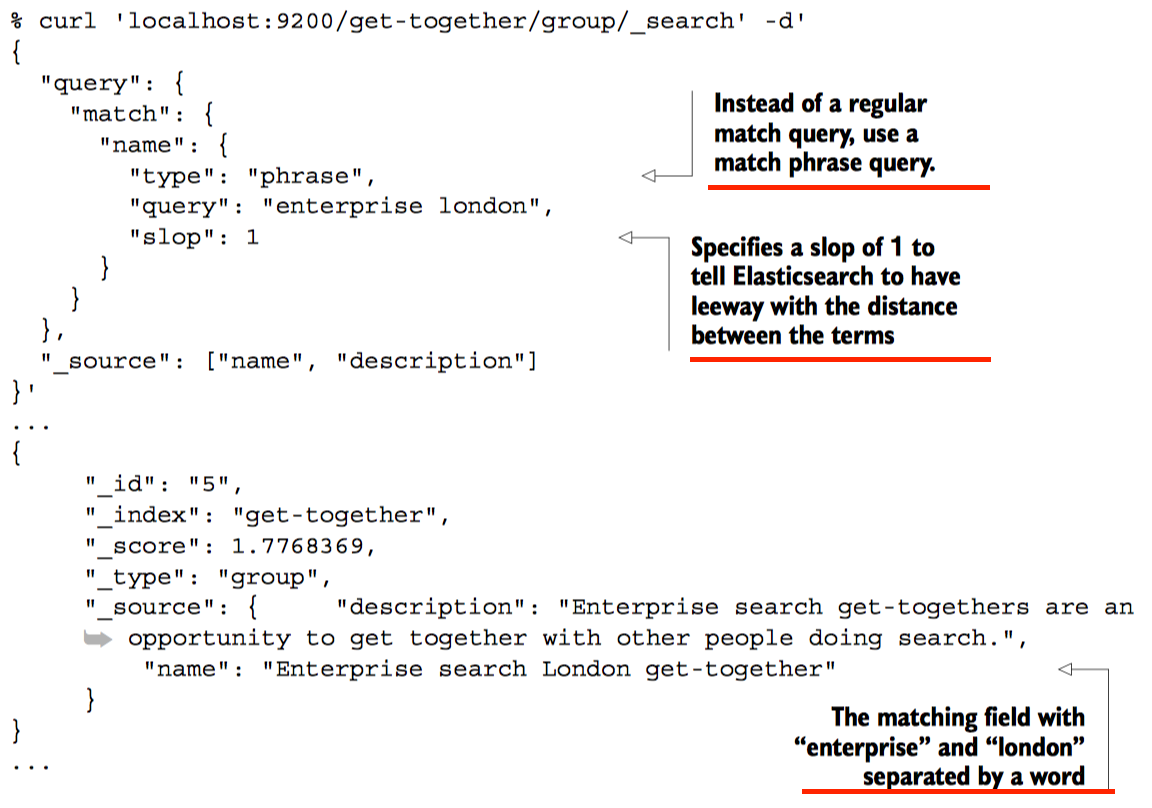 % curl 'localhost:9200/get-together/group/_search' -d'
{
  "query": {
    "match": {
      "name": {
        "type": "phrase",
        "query": "enterprise london",
        "slop": 1
      }
    }
  },
  "_source": ["name", "description"]
}'
...
{
     "_id": "5",
     "_index": "get-together",
     "_score": 1.7768369,
     "_type": "group",
     "_source": {     "description": "Enterprise search get-togethers are an
        opportunity to get together with other people doing search.",
         "name": "Enterprise search London get-together"
     }
}
...
Instead of a regular
match query, use a
match phrase query.
Specifies a slop of 1 to
tell Elasticsearch to have
leeway with the distance
between the terms
The matching field with
“enterprise” and “london”
separated by a word